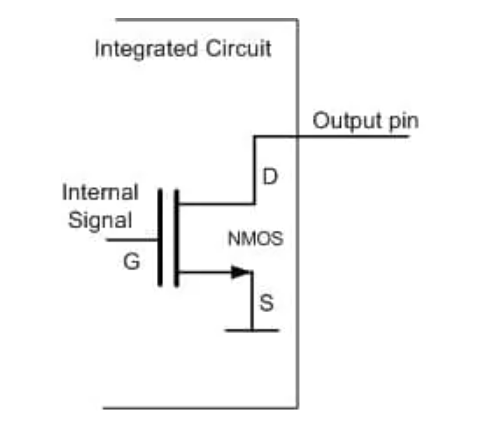 Integrated Circuit
Output pin
D
Internal
Signal
NMOS
G
S